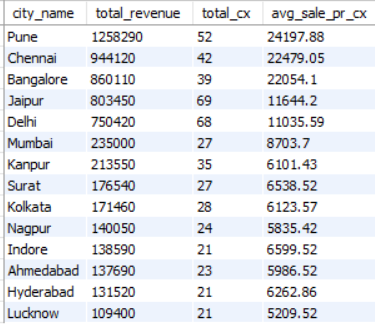 city_name total_revenue total_cx avg_sale_pr_cx
Pune 1258290 52 24197.88
Chennai 944120 42 22479.05
Bangalore 860110 39 22054.1
Jaipur 803450 69 11644.2
Delhi 750420 68 11035.59
Mumbai 235000 27 8703.7
Kanpur 213550 35 6101.43
Surat 176540 27 6538.52
Kolkata 171460 28 6123.57
Nagpur 140050 24 5835.42
Indore 138590 21 6599.52
Ahmedabad 137690 23 5986.52
Hyderabad 131520 21 6262.86
Lucknow 109400 21 5209.52